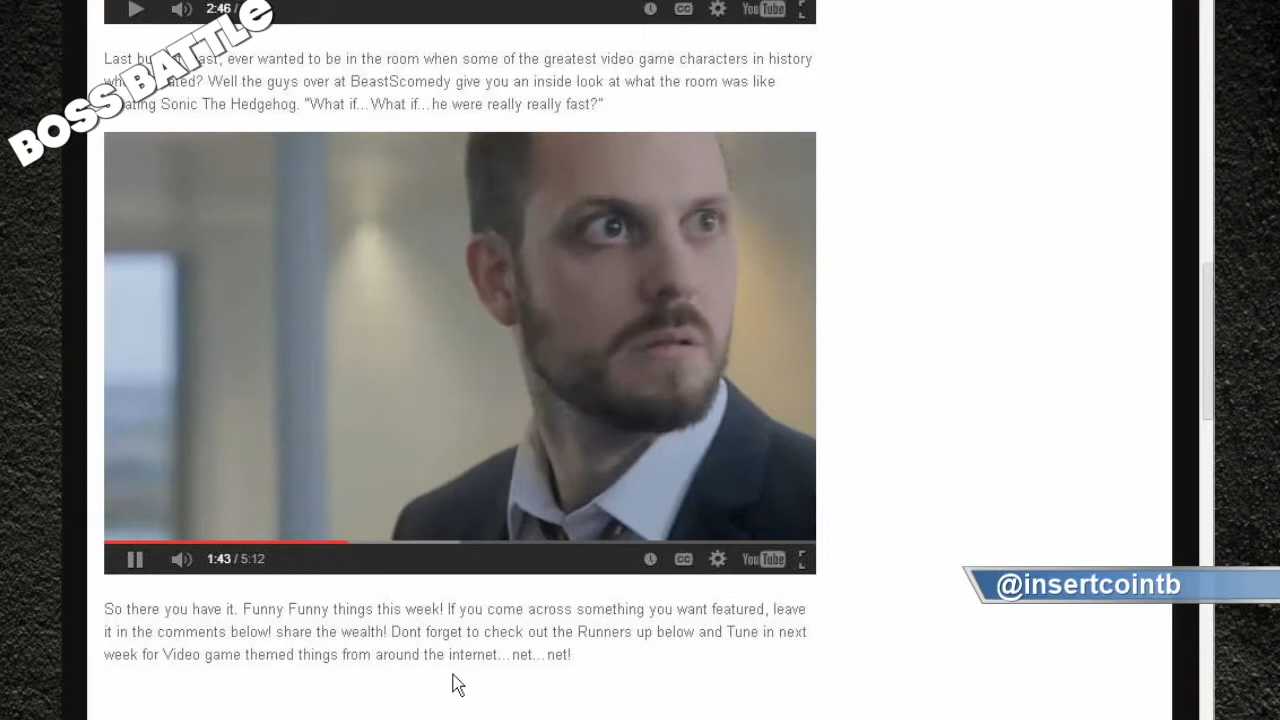 2:46
YouTube
BOSS BATTLE
Last ast, ever wanted to be in the room when some of the greatest video game characters in history
Well the guys over at BeastScomedy give you an inside look at what the room was like
Sonic The Hedgehog. "What if...What if...he were really really fast?"
1:43 / 5:12
CC
YouTube
@insertcointb
So there you have it. Funny Funny things this week! If you come across something you want featured, leave
it in the comments below! share the wealth! Dont forget to check out the Runners up below and Tune in next
week for Video game themed things from around the internet...net...net!